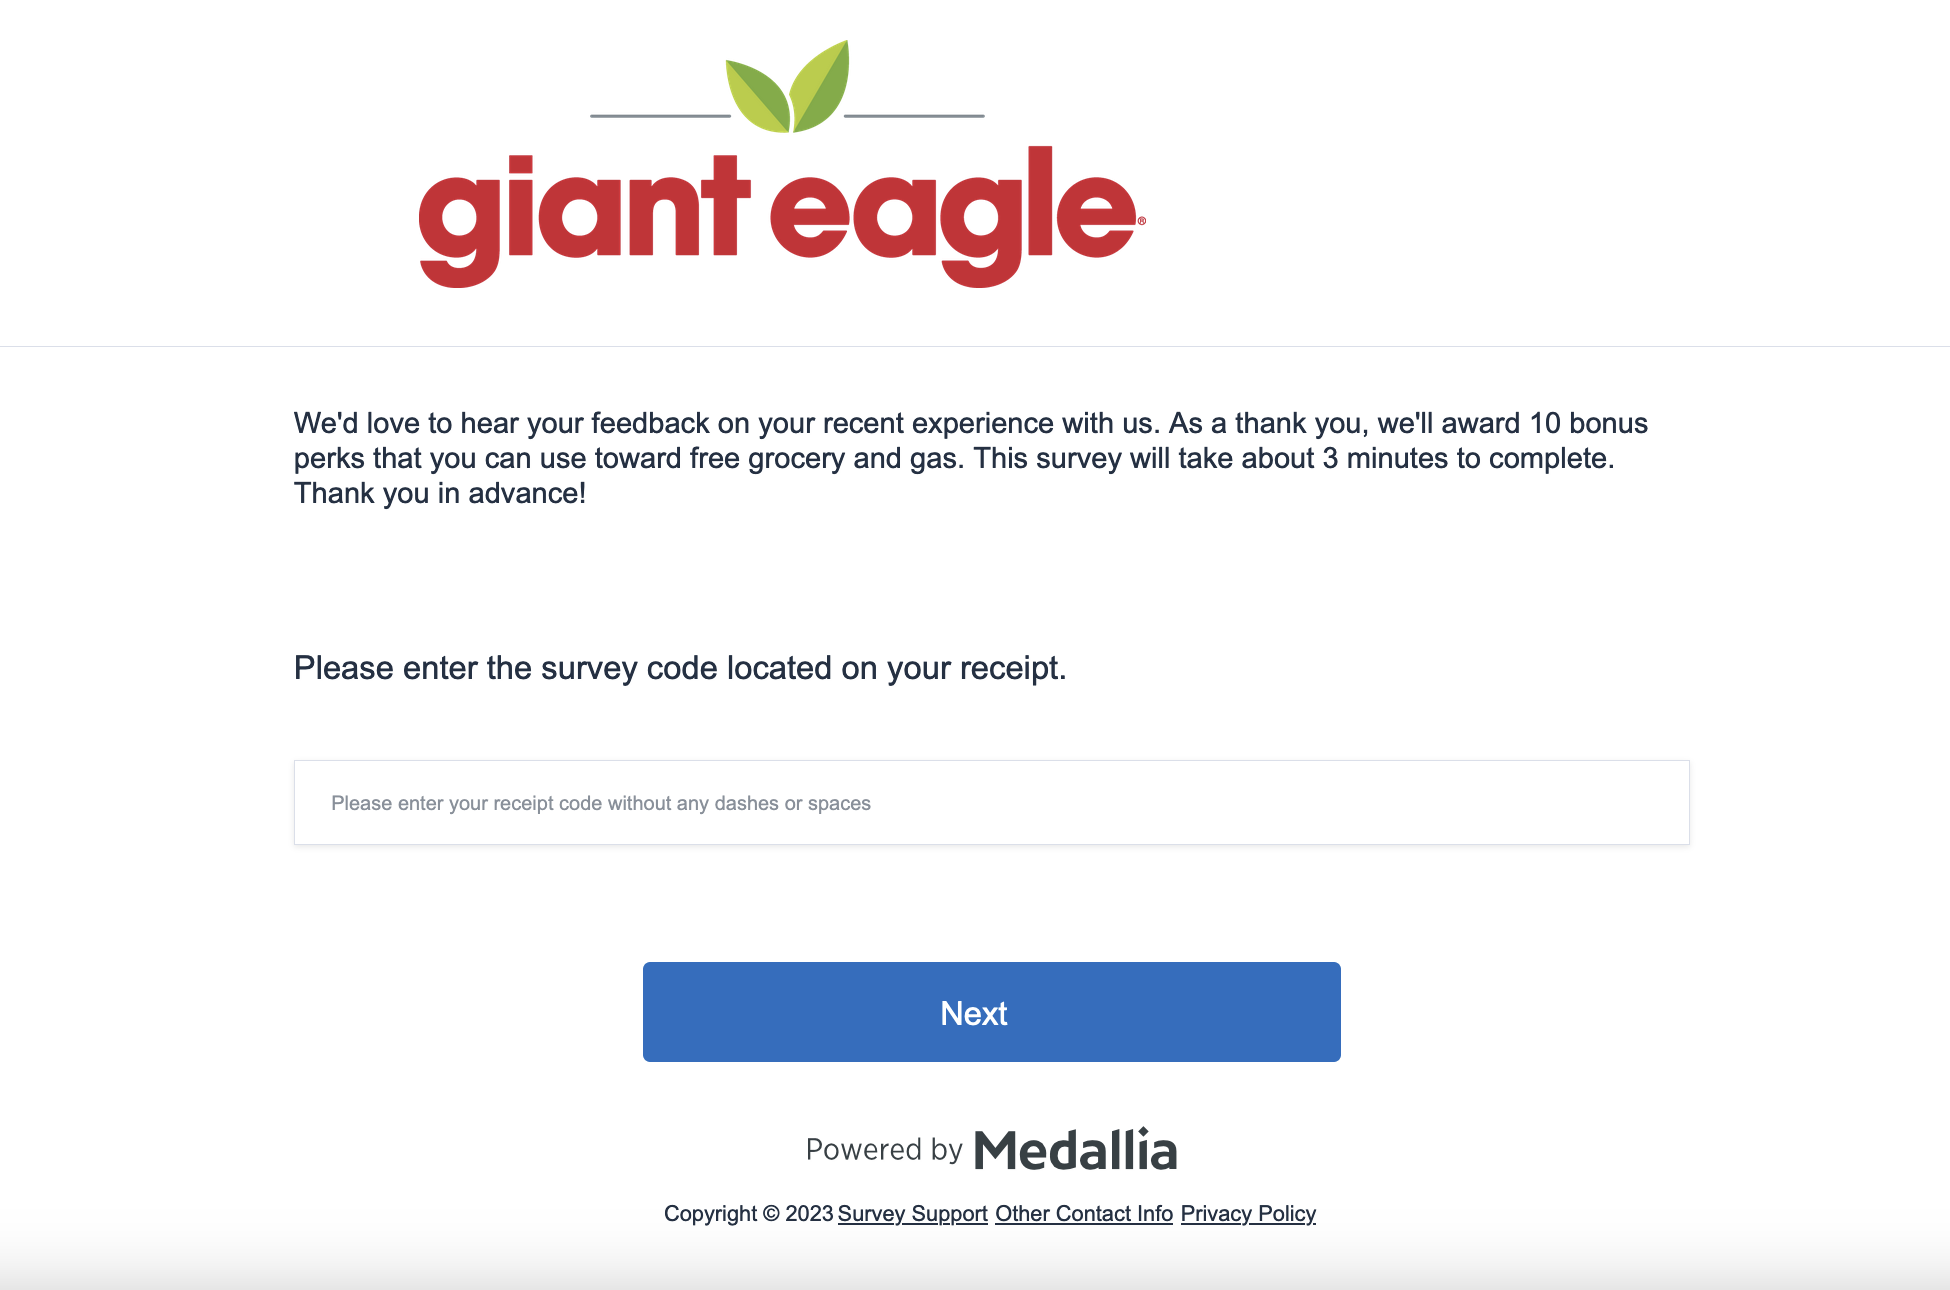 giant eagle®
We'd love to hear your feedback on your recent experience with us. As a thank you, we'll award 10 bonus
perks that you can use toward free grocery and gas. This survey will take about 3 minutes to complete.
Thank you in advance!
Please enter the survey code located on your receipt.
Please enter your receipt code without any dashes or spaces
Next
Powered by Medallia
Copyright © 2023 Survey Support Other Contact Info Privacy Policy